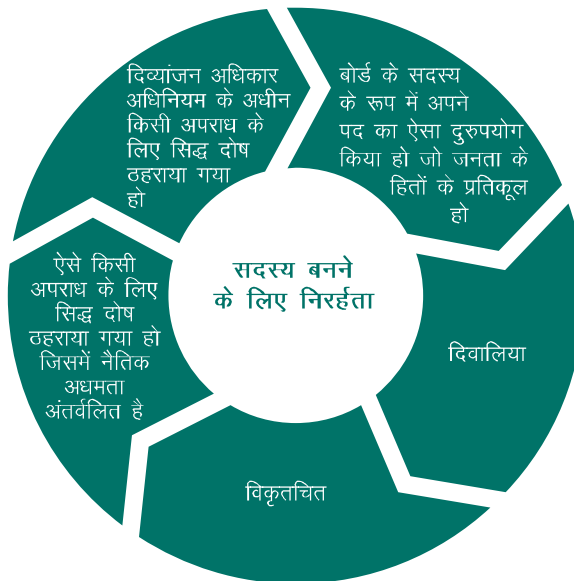 सदस्य बनने
के लिए निरर्हता
बोर्ड के सदस्य
के रूप में अपने
पद का ऐसा दुरुपयोग
किया हो जो जनता के
हितों के प्रतिकूल
हो
दिवालिया
विकृतचित
ऐसे किसी
अपराध के लिए
सिद्ध दोष
ठहराया गया हो
जिसमें नैतिक
अधमता
अंतर्वलित है
दिव्यांजन अधिकार
अधिनियम के अधीन
किसी अपराध के
लिए सिद्ध दोष
ठहराया गया
हो